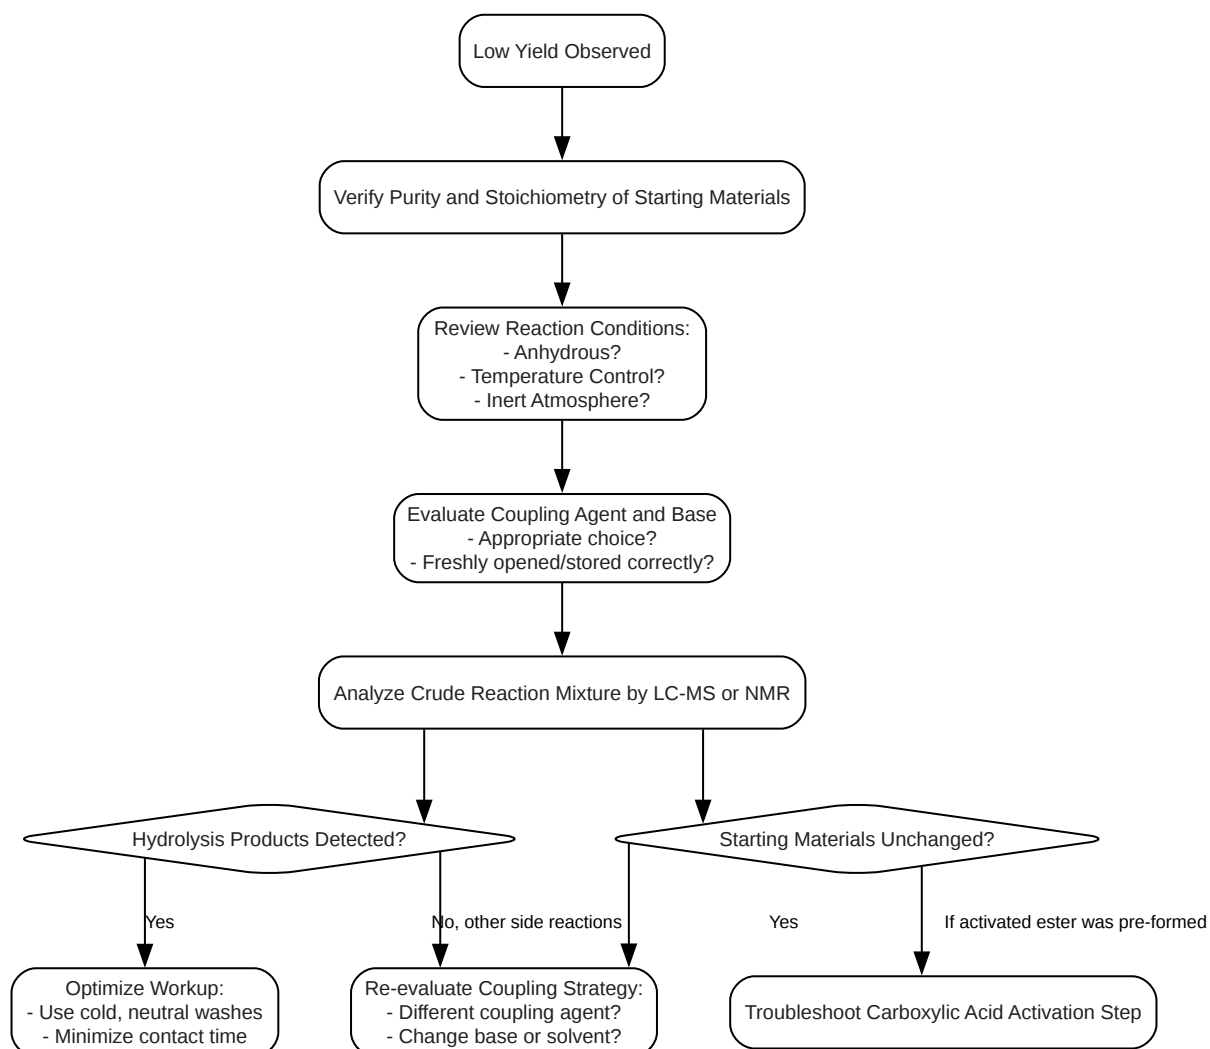 Low Yield Observed
Verify Purity and Stoichiometry of Starting Materials
Review Reaction Conditions:
- Anhydrous?
- Temperature Control?
- Inert Atmosphere?
Evaluate Coupling Agent and Base
- Appropriate choice?
- Freshly opened/stored correctly?
Analyze Crude Reaction Mixture by LC-MS or NMR
Hydrolysis Products Detected?
Starting Materials Unchanged?
Yes
No, other side reactions
Yes
If activated ester was pre-formed
Optimize Workup:
- Use cold, neutral washes
- Minimize contact time
Re-evaluate Coupling Strategy:
- Different coupling agent?
- Change base or solvent?
Troubleshoot Carboxylic Acid Activation Step